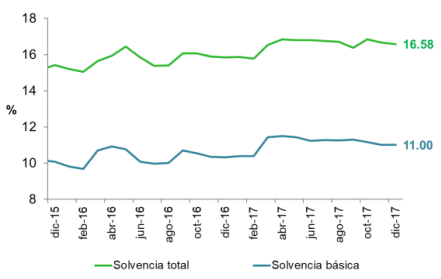 18
16
14
12
10
8
%
16.58
11.00
dic-15
feb-16
abr-16
jun-16
ago-16
oct-16
dic-16
feb-17
abr-17
jun-17
ago-17
oct-17
dic-17
Solvencia total
Solvencia básica